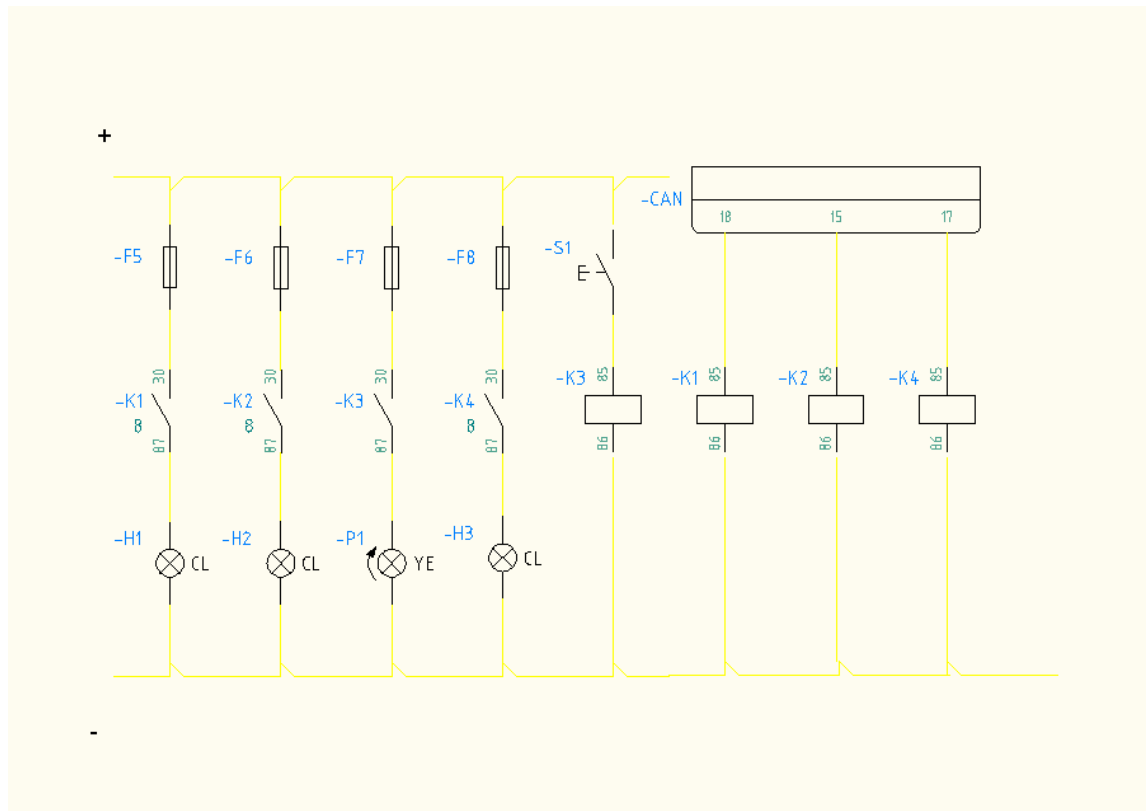 +
-CAN
18 15 17
-F5 -F6 -F7 -F8 -S1
30 30 30 30
-K1 -K2 -K3 -K4 -K3 85 -K1 85 -K2 85 -K4 85
8 8 8
87 87 87 87 86 86 86 86
-H1 -H2 -P1 -H3
CL CL YE CL
-